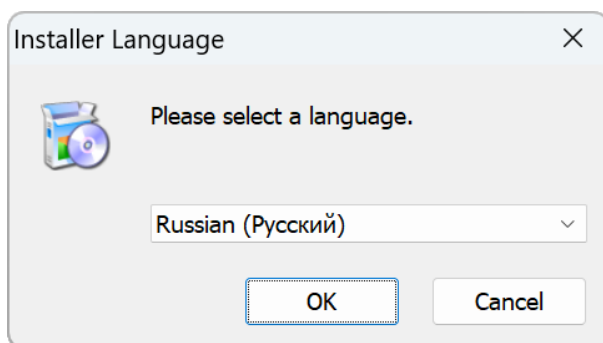 Installer Language
Please select a language.
Russian (Русский)
OK
Cancel